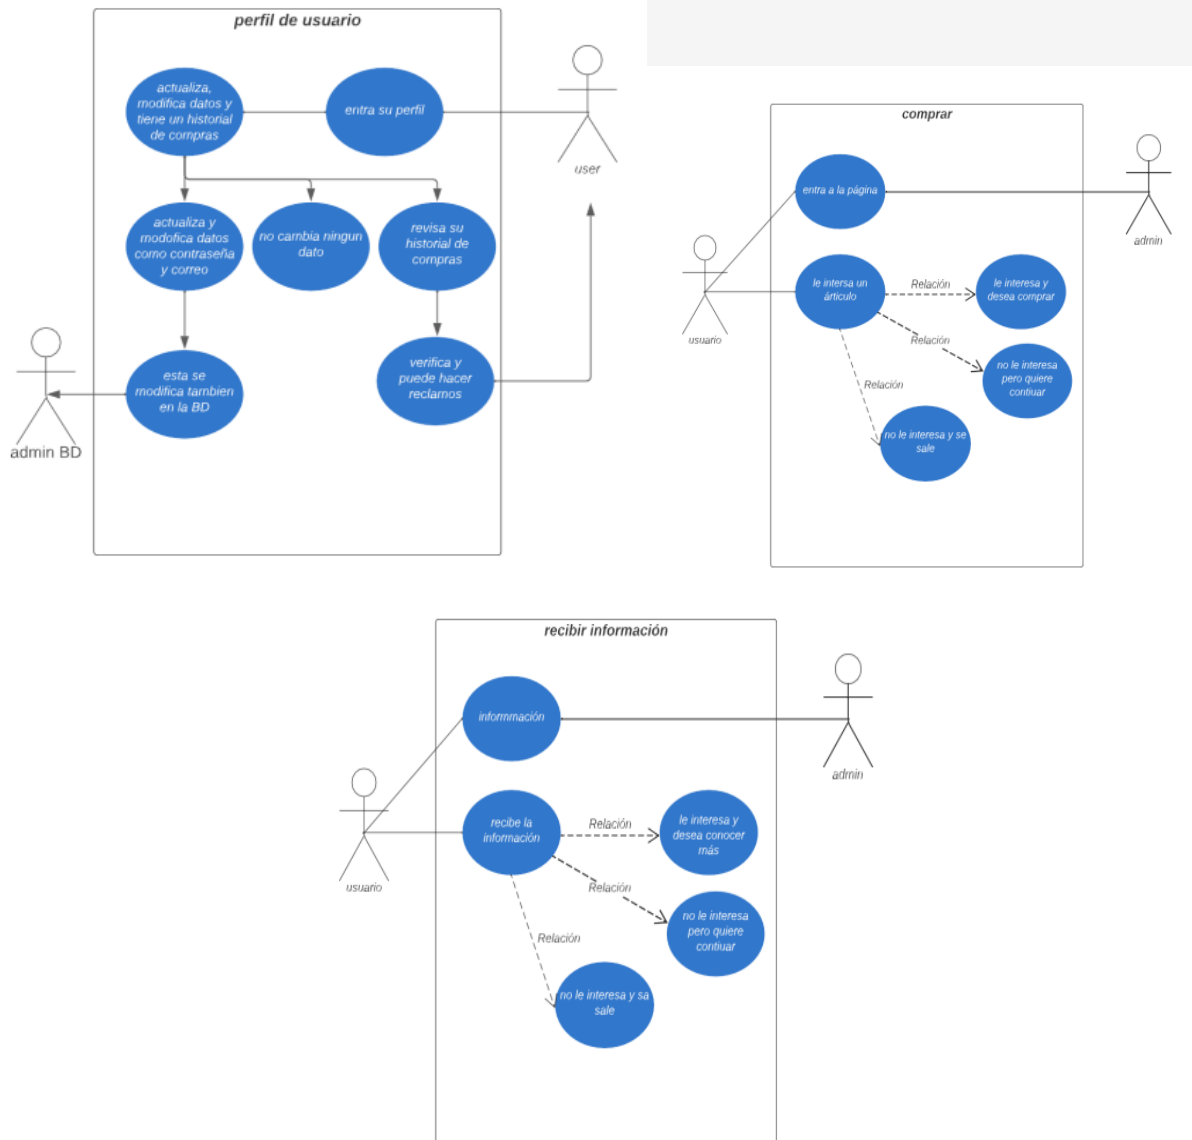 perfil de usuario
actualiza,
modifica datos y
tiene un historial
de compras
entra su perfil
user
actualiza y
modofica datos
como contraseña
y correo
no cambia ningun
dato
revisa su
historial de
compras
esta se
modifica tambien
en la BD
verifica y
puede hacer
reclamos
admin BD
comprar
entra a la página
admin
usuario
le intersa un
árticulo
Relación
le interesa y
desea comprar
Relación
no le interesa
pero quiere
contiuar
Relación
no le interesa y se
sale
recibir información
informmación
admin
usuario
recibe la
información
Relación
le interesa y
desea conocer
más
Relación
no le interesa
pero quiere
contiuar
Relación
no le interesa y sa
sale